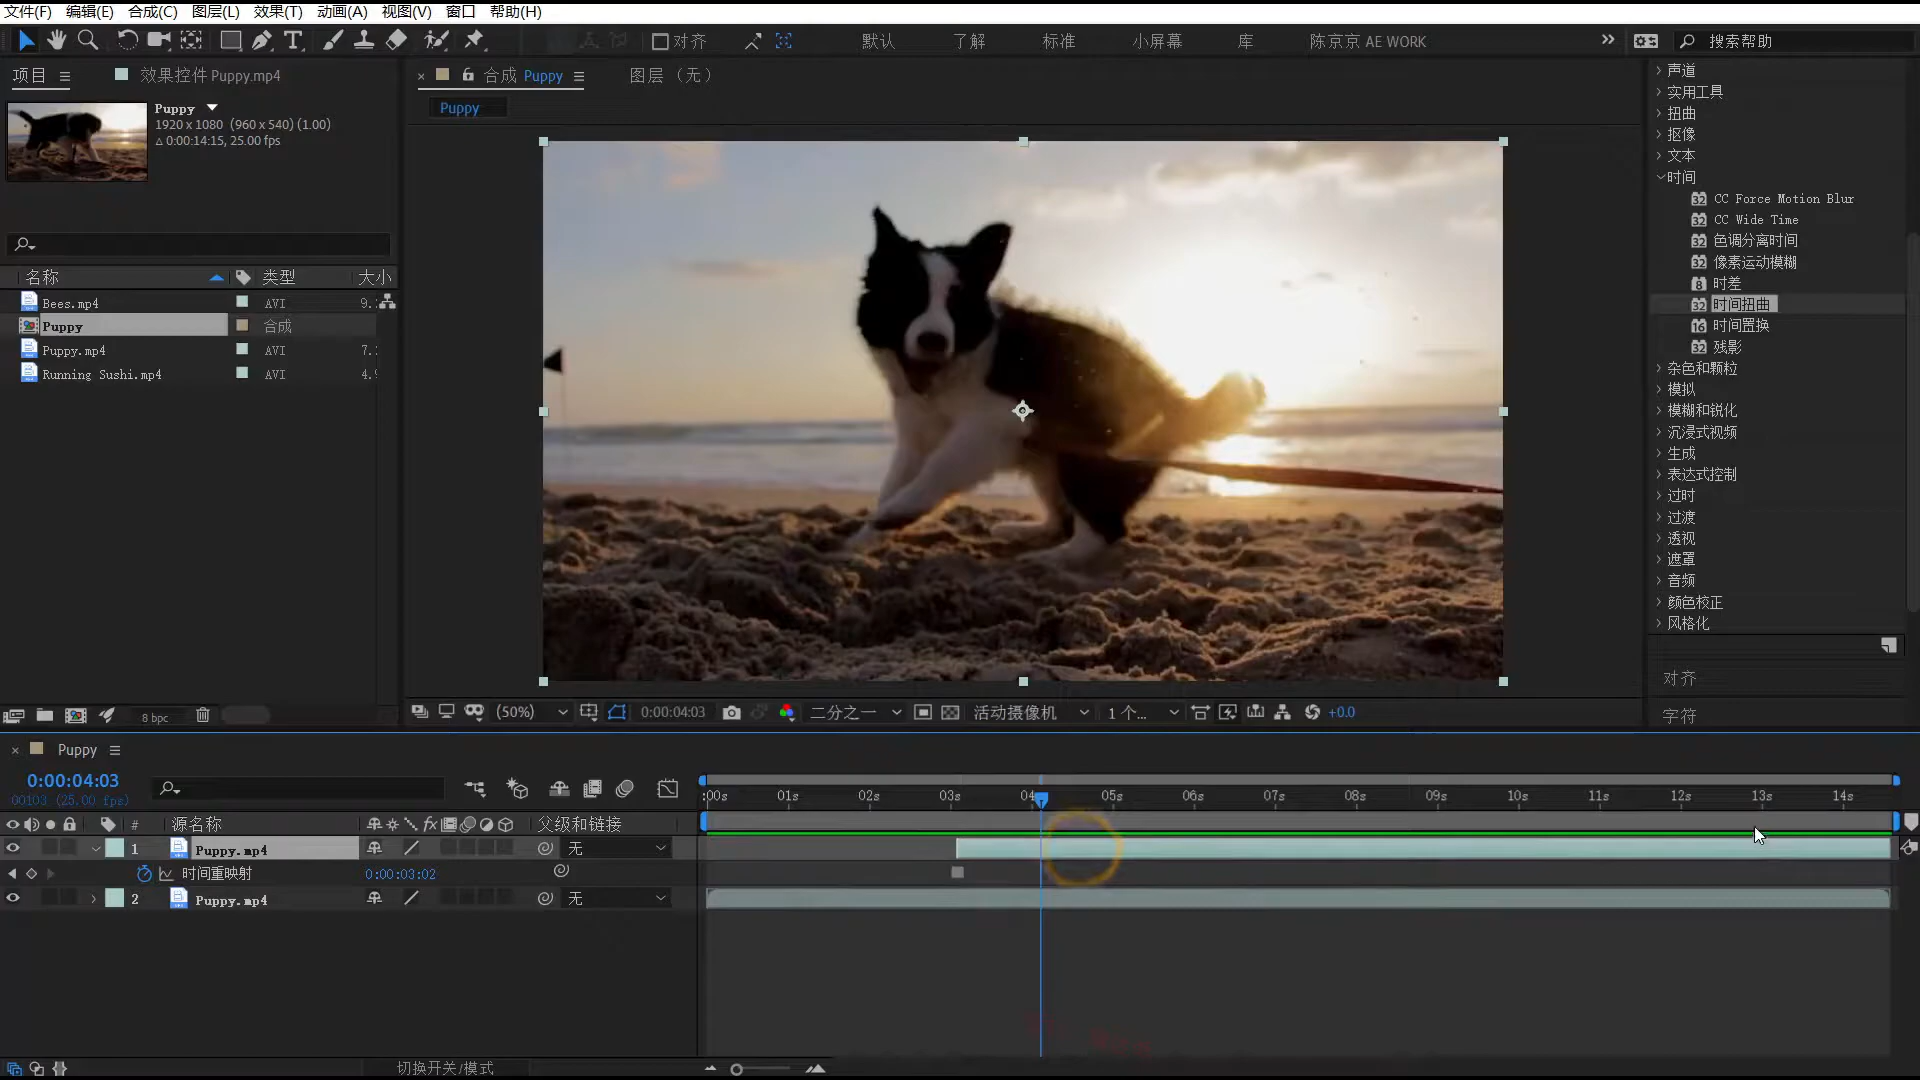 文件(F) 编辑(E) 合成(C) 图层(L) 效果(T) 动画(A) 视图(V) 窗口 帮助(H)
对齐 默认 了解 标准 小屏幕 库 陈京京 AE WORK 搜索帮助
项目 效果控件 Puppy.mp4
合成 Puppy 图层 （无）
Puppy
Puppy
1920 x 1080 (960 x 540) (1.00)
Δ 0:00:14:15, 25.00 fps
名称 类型 大小
Bees.mp4 AVI 9.
Puppy 合成
Puppy.mp4 AVI 7.
Running Sushi.mp4 AVI 4.
8 bpc
(50%) 0:00:04:03 二分之一 活动摄像机 1 个... +0.0
声道
实用工具
扭曲
抠像
文本
时间
CC Force Motion Blur
CC Wide Time
色调分离时间
像素运动模糊
时差
时间扭曲
时间置换
残影
杂色和颗粒
模拟
模糊和锐化
沉浸式视频
生成
表达式控制
过时
过渡
透视
遮罩
音频
颜色校正
风格化
对齐
字符
Puppy
0:00:04:03
00103 (25.00 fps)
:00s 01s 02s 03s 04 05s 06s 07s 08s 09s 10s 11s 12s 13s 14s
# 源名称 父级和链接
1 Puppy.mp4 无
时间重映射 0:00:03:02
2 Puppy.mp4 无
切换开关/模式